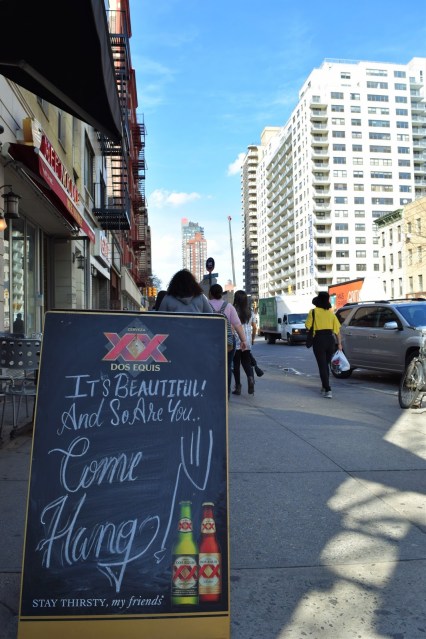 XX
DOS EQUIS
It's Beautiful!
And So Are You..
Come
Hang
STAY THIRSTY, my friends